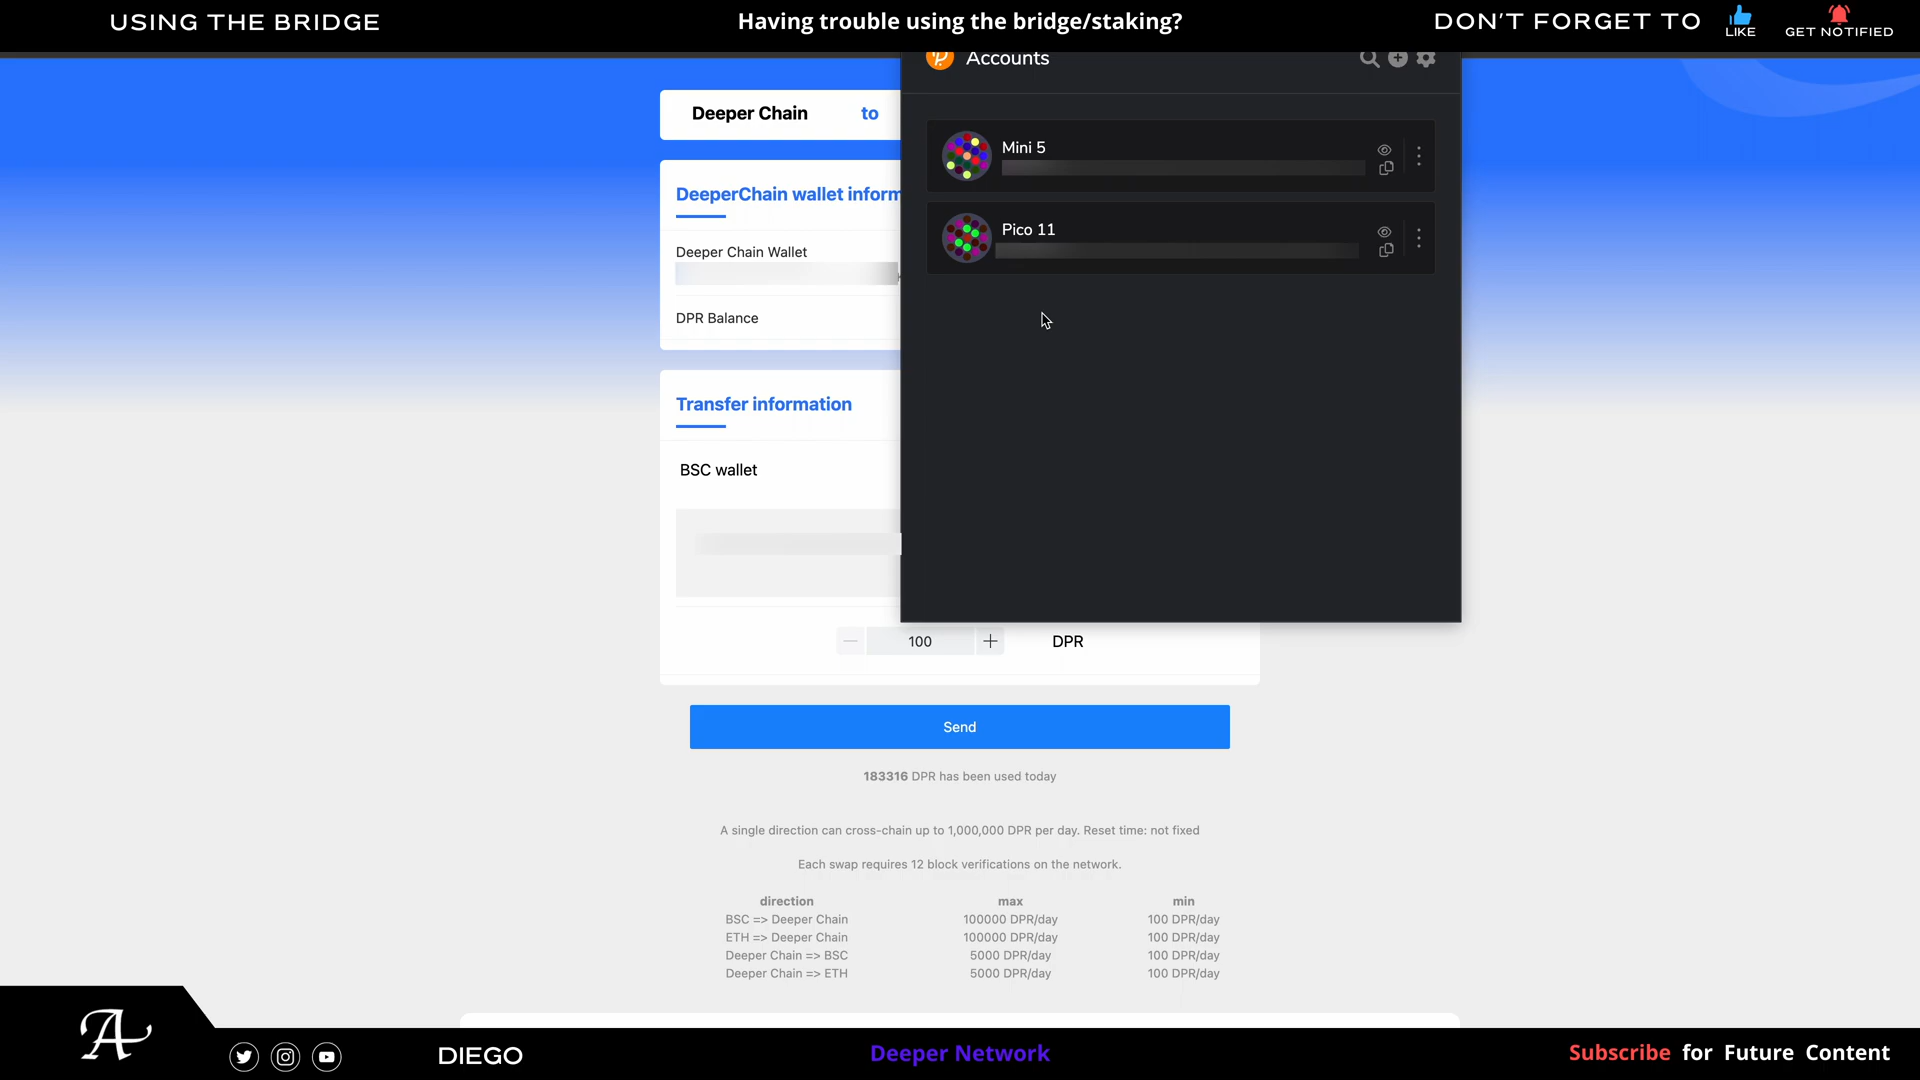 USING THE BRIDGE
Having trouble using the bridge/staking?
DON'T FORGET TO
LIKE
GET NOTIFIED
Accounts
Deeper Chain to
Mini 5
DeeperChain wallet inform
Pico 11
Deeper Chain Wallet
DPR Balance
Transfer information
BSC wallet
100
DPR
Send
183316 DPR has been used today
A single direction can cross-chain up to 1,000,000 DPR per day. Reset time: not fixed
Each swap requires 12 block verifications on the network.
direction max min
BSC => Deeper Chain 100000 DPR/day 100 DPR/day
ETH => Deeper Chain 100000 DPR/day 100 DPR/day
Deeper Chain => BSC 5000 DPR/day 100 DPR/day
Deeper Chain => ETH 5000 DPR/day 100 DPR/day
A
DIEGO
Deeper Network
Subscribe for Future Content